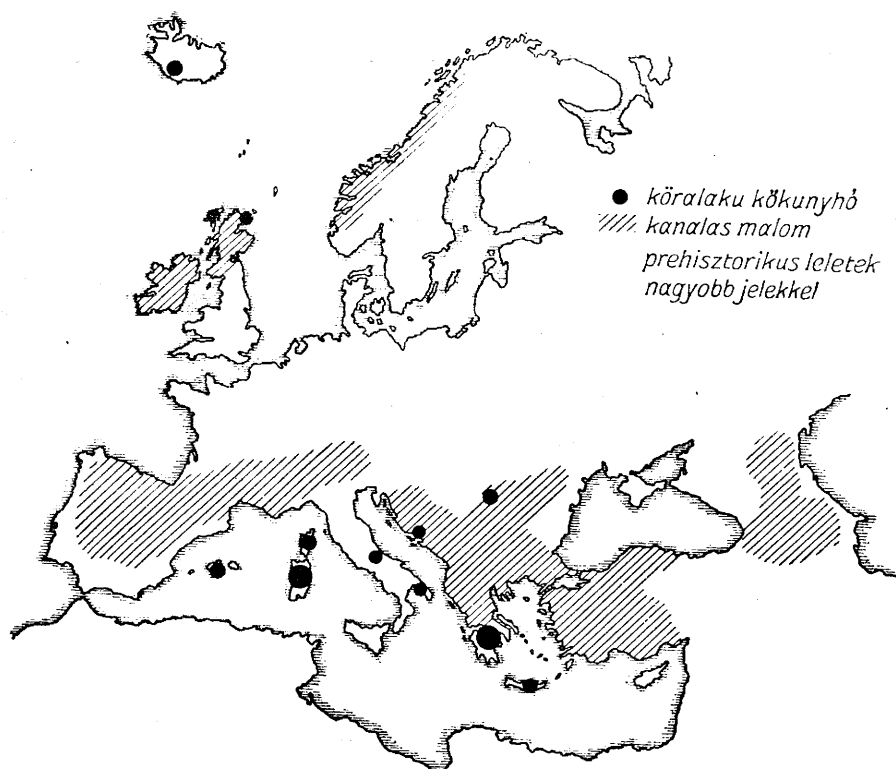 köralaku kőkunyhó
kanalas malom
prehisztorikus leletek
nagyobb jelekkel